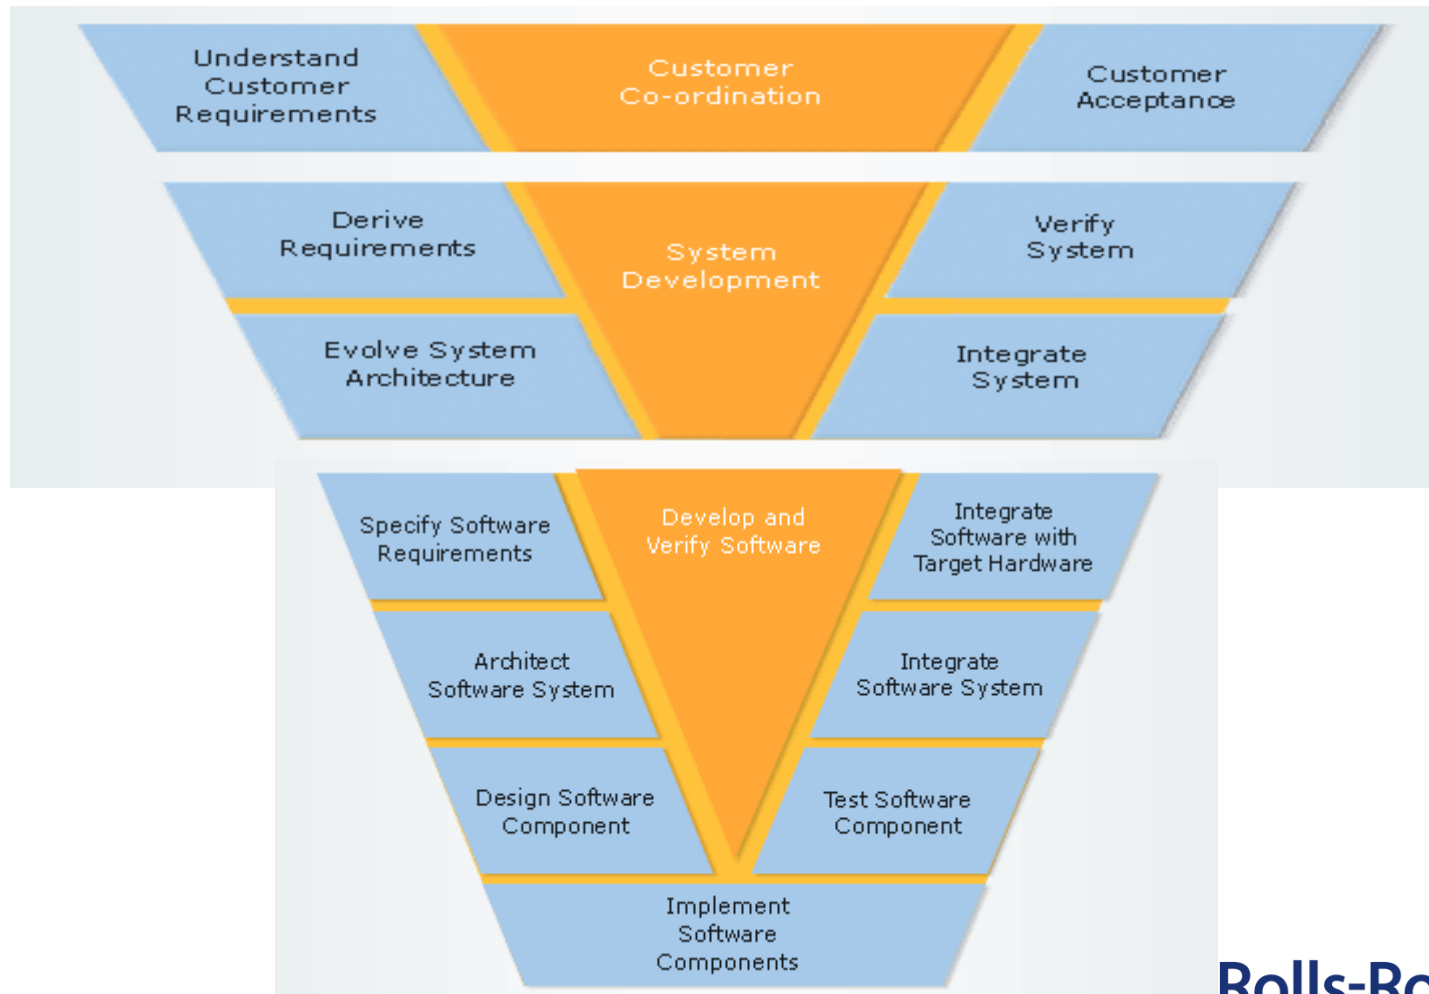 Understand
Customer
Requirements
Customer
Co-ordination
Customer
Acceptance
Derive
Requirements
System
Development
Verify
System
Evolve System
Architecture
Integrate
System
Specify Software
Requirements
Develop and
Verify Software
Integrate
Software with
Target Hardware
Architect
Software System
Integrate
Software System
Design Software
Component
Test Software
Component
Implement
Software
Components
Rolls-Ro